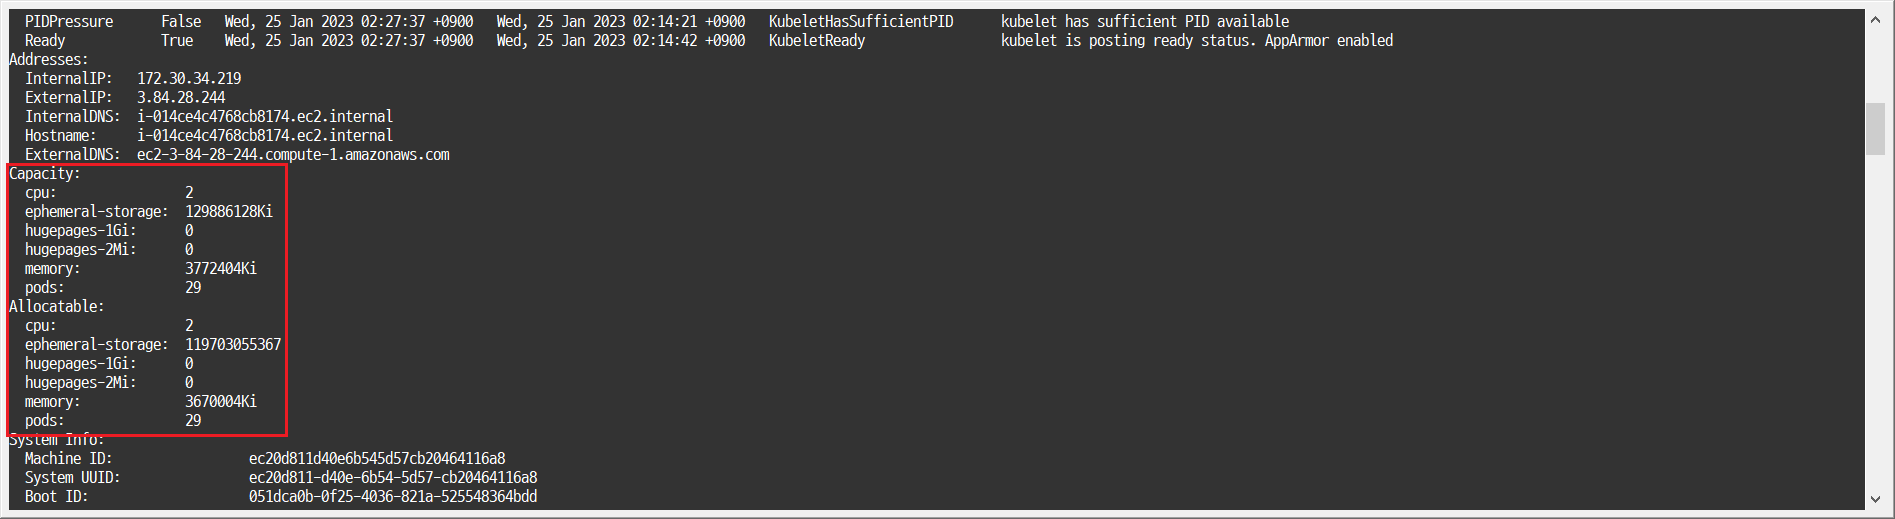 PIDPressure      False   Wed, 25 Jan 2023 02:27:37 +0900   Wed, 25 Jan 2023 02:14:21 +0900   KubeletHasSufficientPID      kubelet has sufficient PID available
Ready            True    Wed, 25 Jan 2023 02:27:37 +0900   Wed, 25 Jan 2023 02:14:42 +0900   KubeletReady                 kubelet is posting ready status. AppArmor enabled
Addresses:
InternalIP:   172.30.34.219
ExternalIP:   3.84.28.244
InternalDNS:  i-014ce4c4768cb8174.ec2.internal
Hostname:     i-014ce4c4768cb8174.ec2.internal
ExternalDNS:  ec2-3-84-28-244.compute-1.amazonaws.com
Capacity:
cpu:                2
ephemeral-storage:  129886128Ki
hugepages-1Gi:      0
hugepages-2Mi:      0
memory:             3772404Ki
pods:               29
Allocatable:
cpu:                2
ephemeral-storage:  119703055367
hugepages-1Gi:      0
hugepages-2Mi:      0
memory:             3670004Ki
pods:               29
System Info:
Machine ID:                 ec20d811d40e6b545d57cb20464116a8
System UUID:                ec20d811-d40e-6b54-5d57-cb20464116a8
Boot ID:                    051dca0b-0f25-4036-821a-525548364bdd